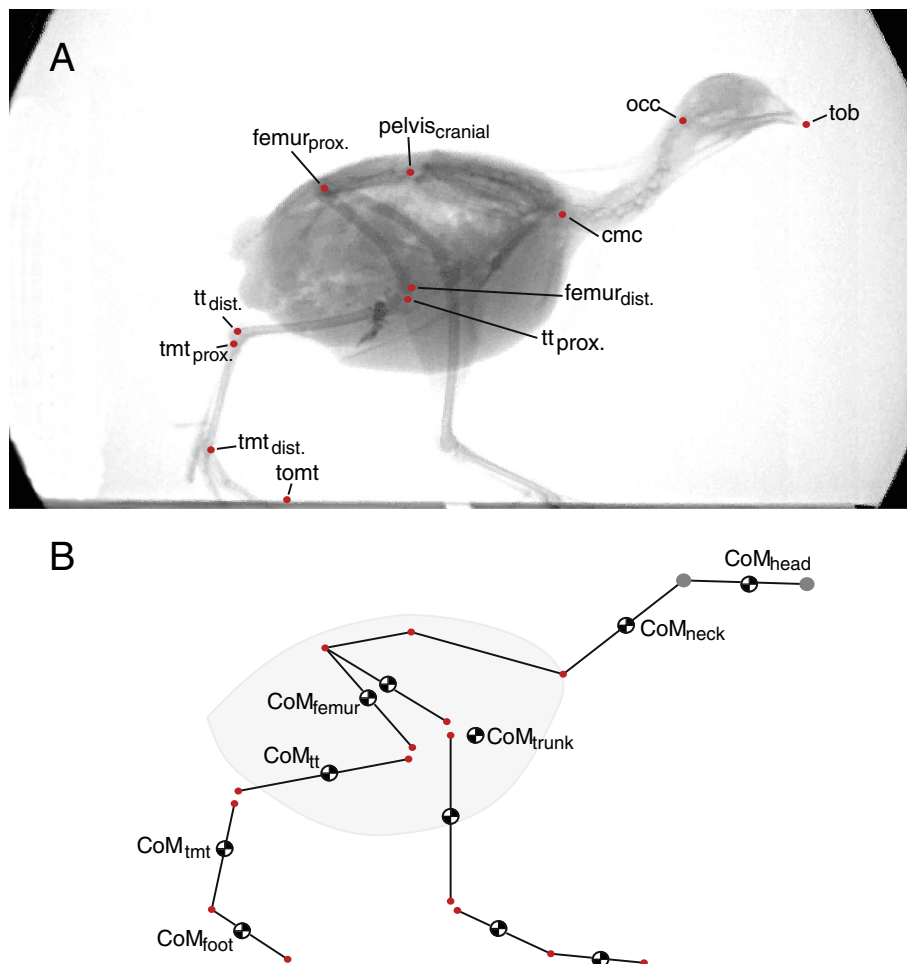 A
occ
tob
pelviscranial
femurprox.
cmc
femurdist.
ttdist.
ttprox.
tmtprox.
tmtdist.
tomt
B
CoMhead
CoMneck
CoMfemur
CoMtrunk
CoMtt
CoMtmt
CoMfoot